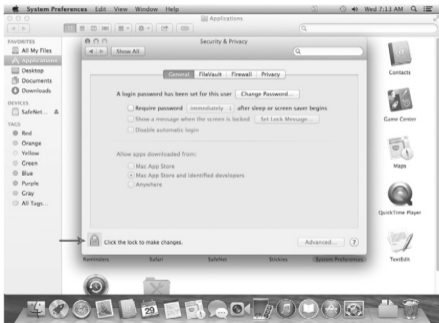 System Preferences Edit View Window Help Wed 7:13 AM
Applications
FAVORITES
All My Files
Applications
Desktop
Documents
Downloads
DEVICES
SafeNet...
TAGS
Red
Orange
Yellow
Green
Blue
Purple
Gray
All Tags...
Security & Privacy
Show All
General FileVault Firewall Privacy
A login password has been set for this user Change Password...
Require password immediately after sleep or screen saver begins
Show a message when the screen is locked Set Lock Message...
Disable automatic login
Allow apps downloaded from:
Mac App Store
Mac App Store and identified developers
Anywhere
Click the lock to make changes.
Advanced... ?
Contacts
Game Center
Maps
QuickTime Player
Reminders Safari SafeNet Stickies System Preferences TextEdit
29